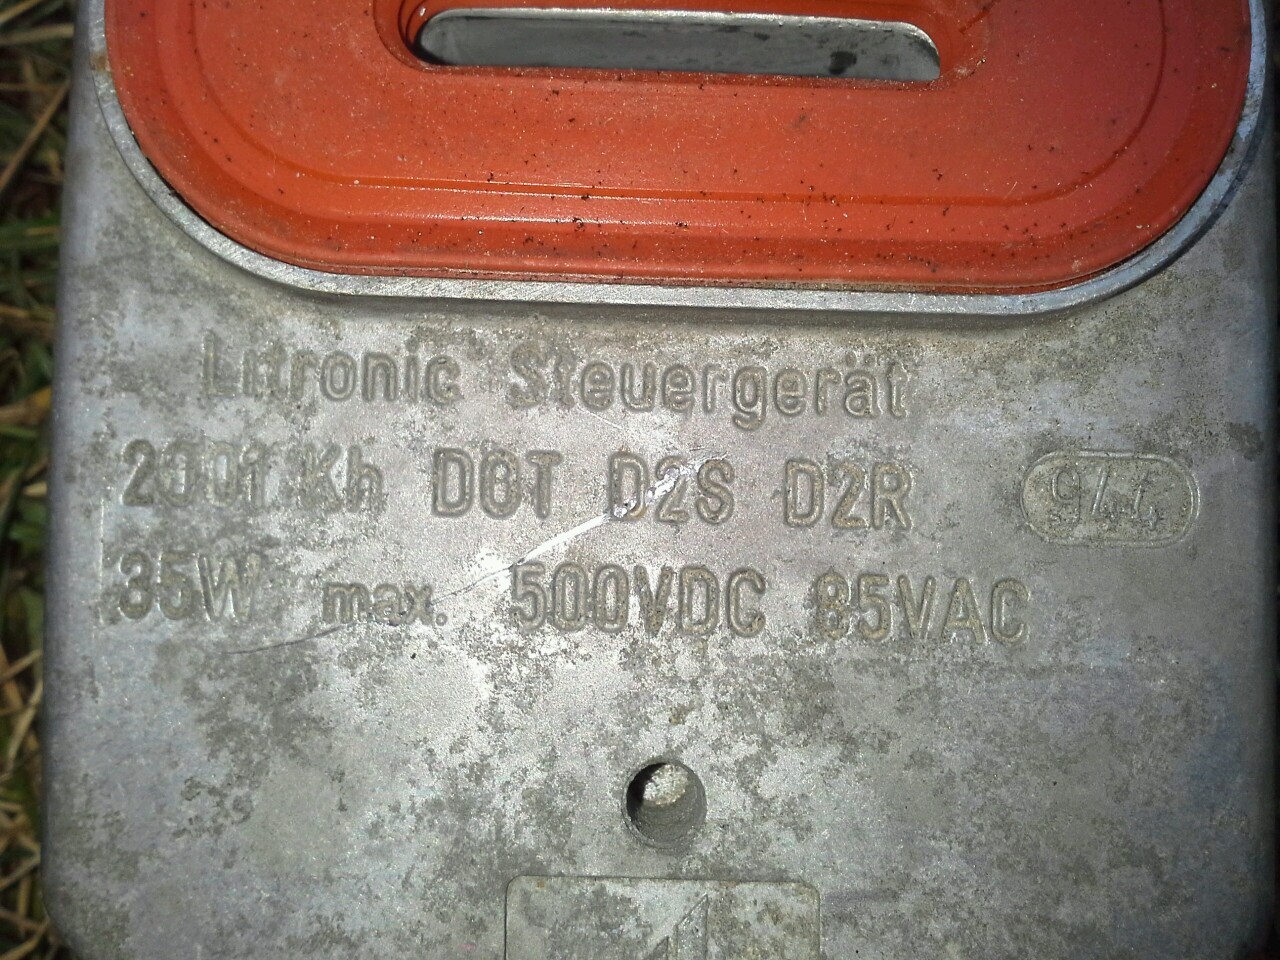 Litronic Steuergerät
2001 Kh DOT D2S D2R
35W max. 500VDC 85VAC